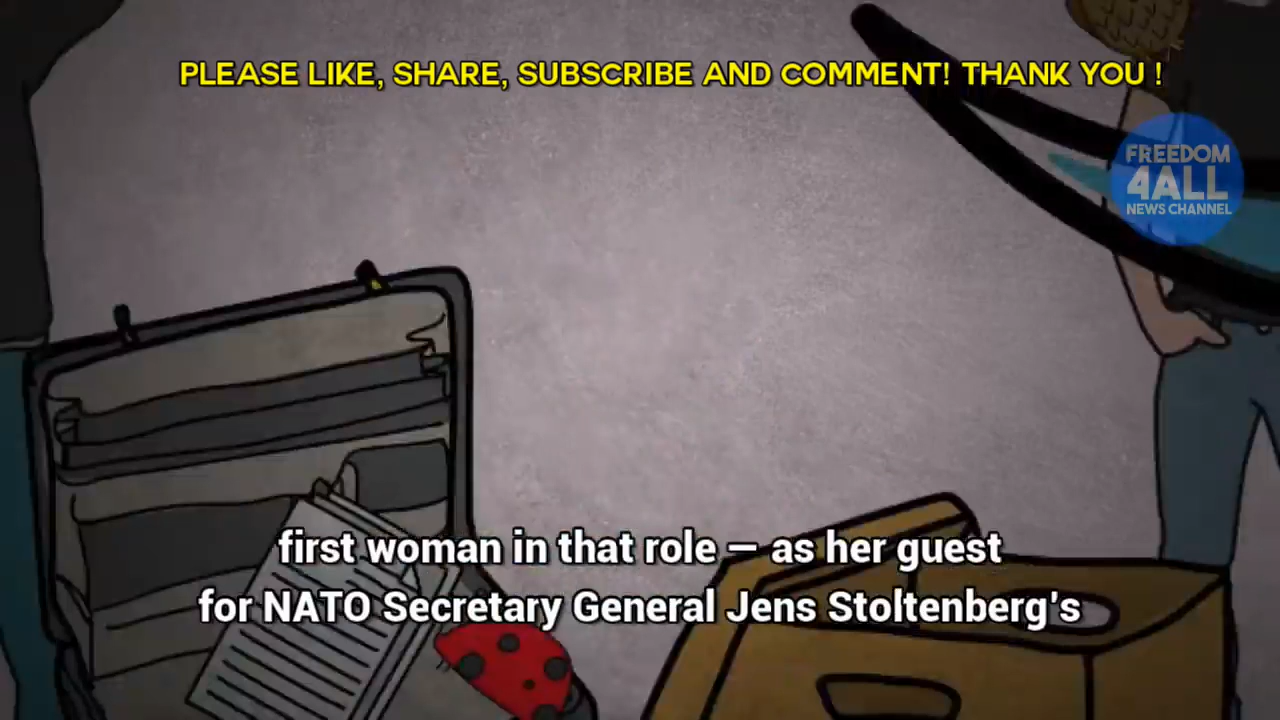 PLEASE LIKE, SHARE, SUBSCRIBE AND COMMENT! THANK YOU !
FREEDOM
4ALL
NEWS CHANNEL
first woman in that role – as her guest
for NATO Secretary General Jens Stoltenberg's